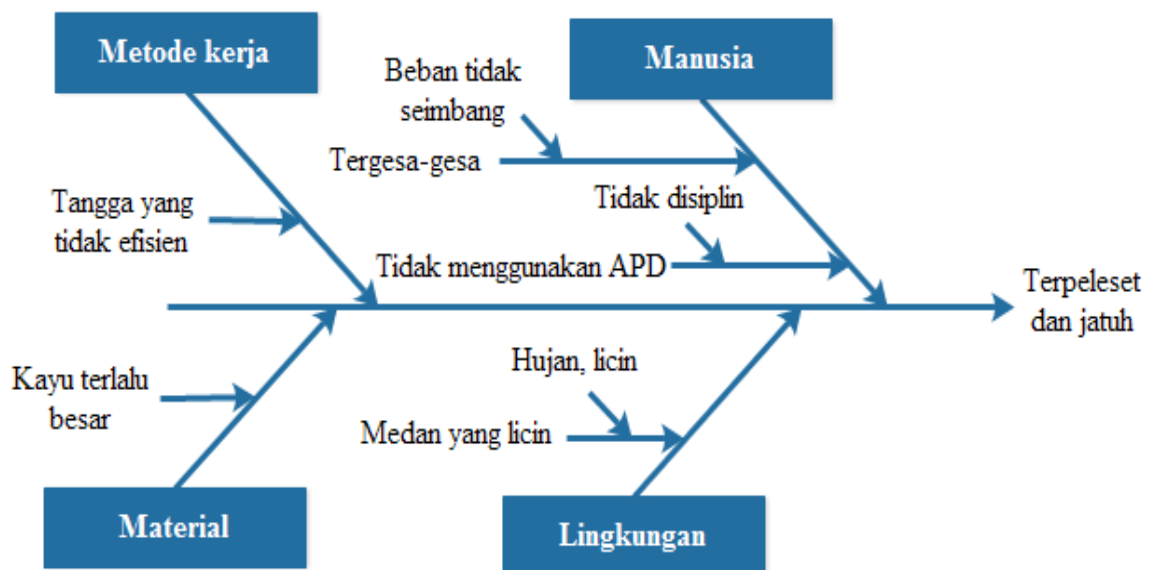 Metode kerja
Manusia
Beban tidak
seimbang
Tergesa-gesa
Tangga yang
tidak efisien
Tidak disiplin
Tidak menggunakan APD
Terpeleset
dan jatuh
Kayu terlalu
besar
Hujan, licin
Medan yang licin
Material
Lingkungan